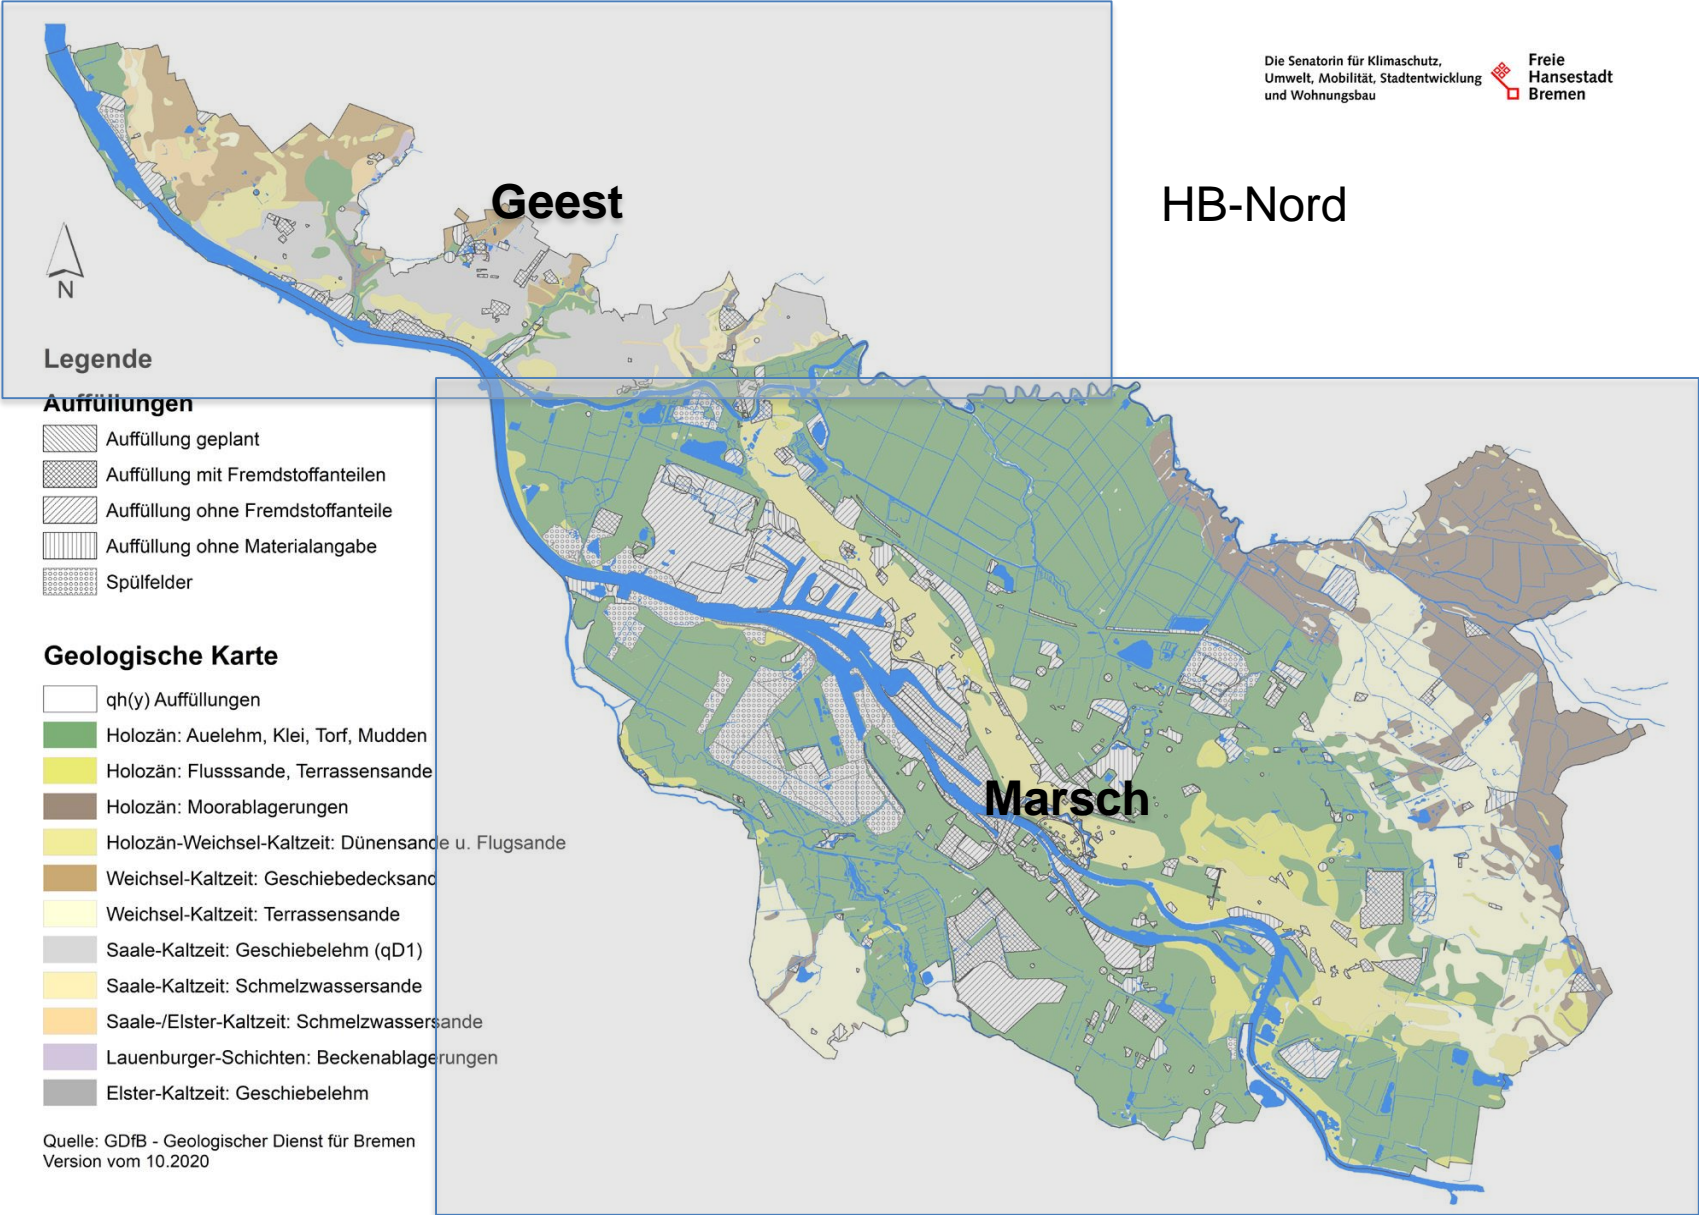 Die Senatorin für Klimaschutz,
Umwelt, Mobilität, Stadtentwicklung
und Wohnungsbau
Freie
Hansestadt
Bremen
Geest
HB-Nord
N
Legende
Auffüllungen
Auffüllung geplant
Auffüllung mit Fremdstoffanteilen
Auffüllung ohne Fremdstoffanteile
Auffüllung ohne Materialangabe
Spülfelder
Geologische Karte
qh(y) Auffüllungen
Holozän: Auelehm, Klei, Torf, Mudden
Holozän: Flusssande, Terrassensande
Holozän: Moorablagerungen
Holozän-Weichsel-Kaltzeit: Dünensande u. Flugsande
Weichsel-Kaltzeit: Geschiebedecksand
Weichsel-Kaltzeit: Terrassensande
Saale-Kaltzeit: Geschiebelehm (qD1)
Saale-Kaltzeit: Schmelzwassersande
Saale-/Elster-Kaltzeit: Schmelzwassersande
Lauenburger-Schichten: Beckenablagerungen
Elster-Kaltzeit: Geschiebelehm
Quelle: GDfB - Geologischer Dienst für Bremen
Version vom 10.2020
Marsch